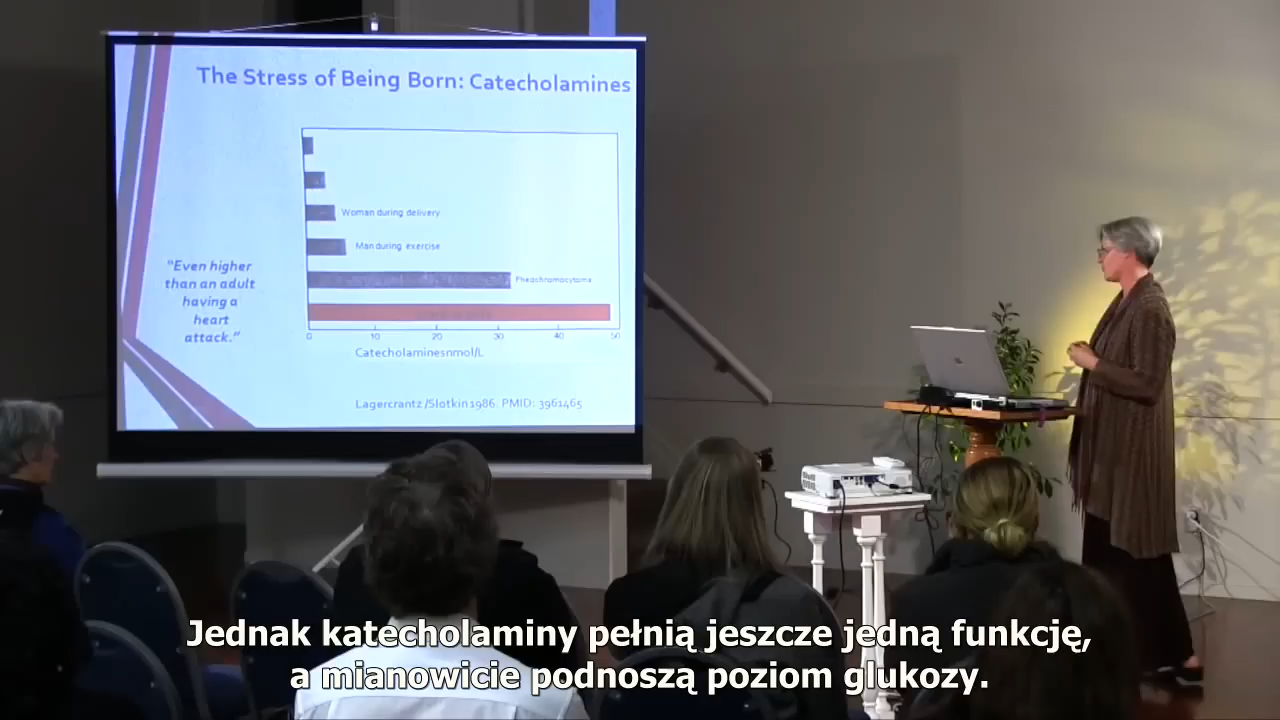 The Stress of Being Born: Catecholamines
Woman during delivery
Man during exercise
Pheochromocytoma
"Even higher
than an adult
having a
heart
attack."
0 10 20 30 40 50
Catecholaminesnmol/L
Lagercrantz /Slotkin 1986. PMID: 3961465
Jednak katecholaminy pełnią jeszcze jedną funkcję,
a mianowicie podnoszą poziom glukozy.